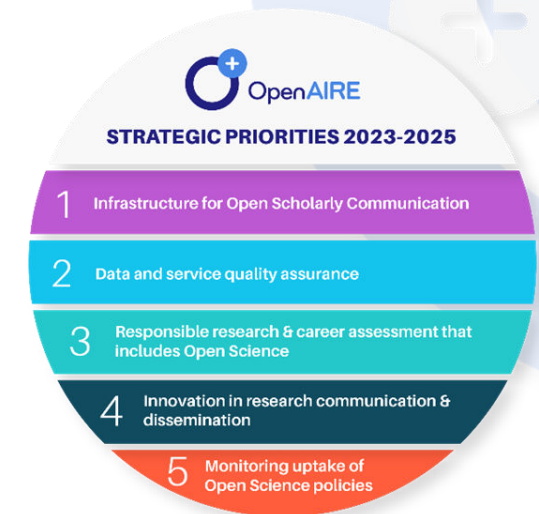 OpenAIRE
STRATEGIC PRIORITIES 2023-2025
1 Infrastructure for Open Scholarly Communication
2 Data and service quality assurance
3 Responsible research & career assessment that
includes Open Science
4 Innovation in research communication &
dissemination
5 Monitoring uptake of
Open Science policies